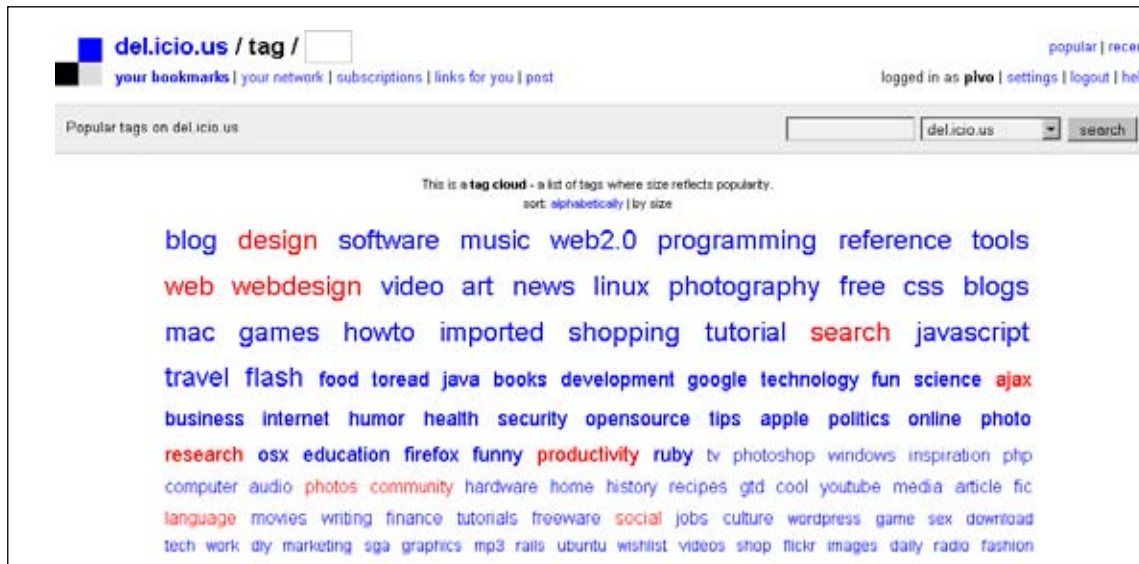 del.icio.us / tag /
popular | recen
your bookmarks | your network | subscriptions | links for you | post
logged in as pivo | settings | logout | hel
Popular tags on del.icio.us
del.icio.us
search
This is a tag cloud - a list of tags where size reflects popularity.
sort: alphabetically | by size
blog design software music web2.0 programming reference tools
web webdesign video art news linux photography free css blogs
mac games howto imported shopping tutorial search javascript
travel flash food toread java books development google technology fun science ajax
business internet humor health security opensource tips apple politics online photo
research osx education firefox funny productivity ruby tv photoshop windows inspiration php
computer audio photos community hardware home history recipes gtd cool youtube media article fic
language movies writing finance tutorials freeware social jobs culture wordpress game sex download
tech work diy marketing sga graphics mp3 rails ubuntu wishlist videos shop flickr images daily radio fashion